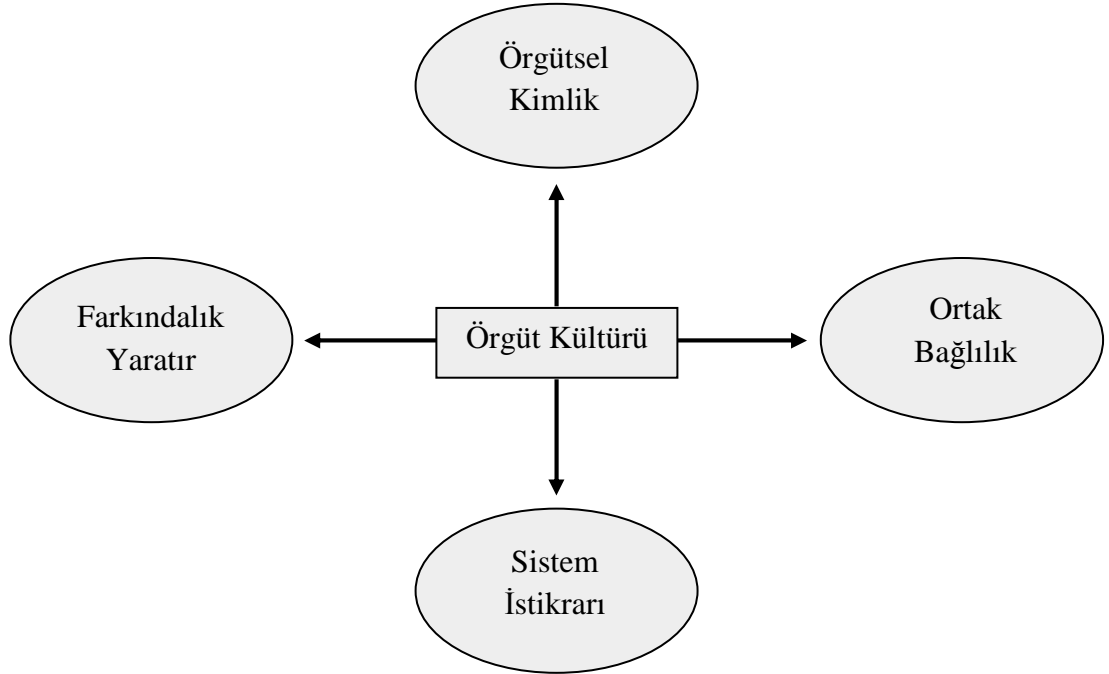 Örgütsel
Kimlik
Farkındalık
Yaratır
Örgüt Kültürü
Ortak
Bağlılık
Sistem
İstikrarı